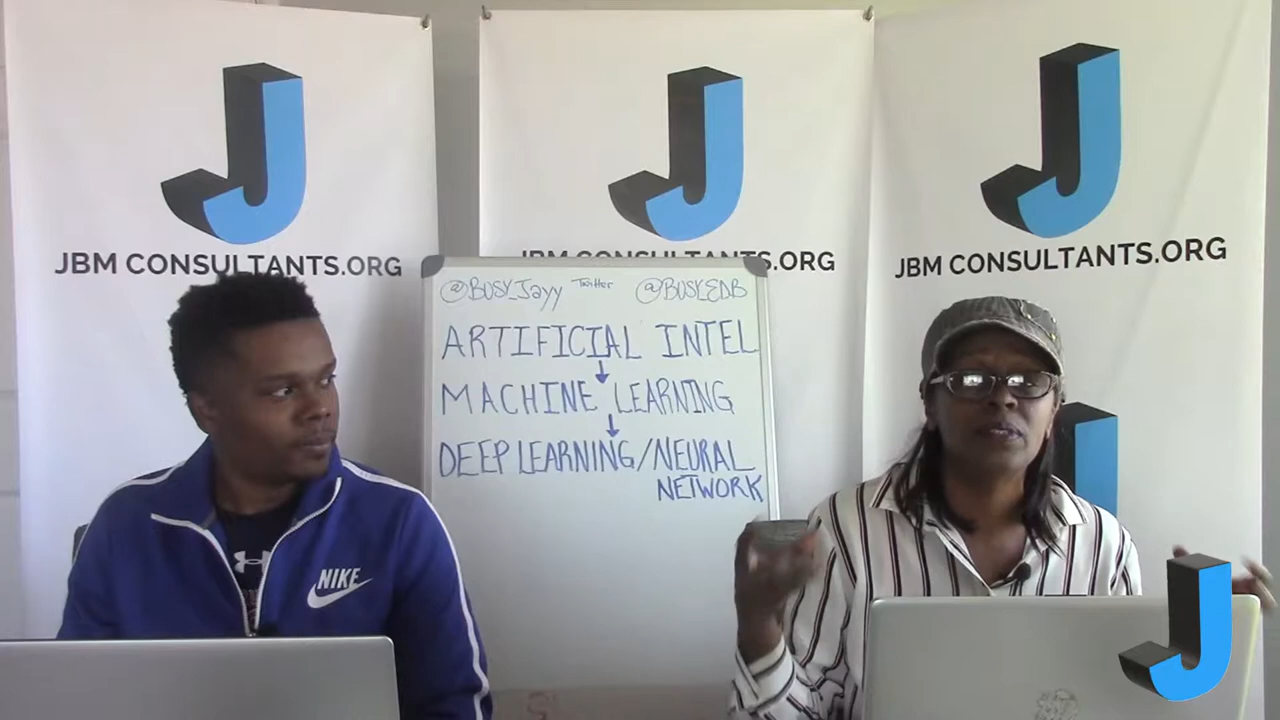 JBM CONSULTANTS.ORG
JBM CONSULTANTS.ORG
JBM CONSULTANTS.ORG
@BUSY_Jayy Twitter @BUSYEDB
ARTIFICIAL INTEL
MACHINE LEARNING
DEEP LEARNING/NEURAL
NETWORK
NIKE